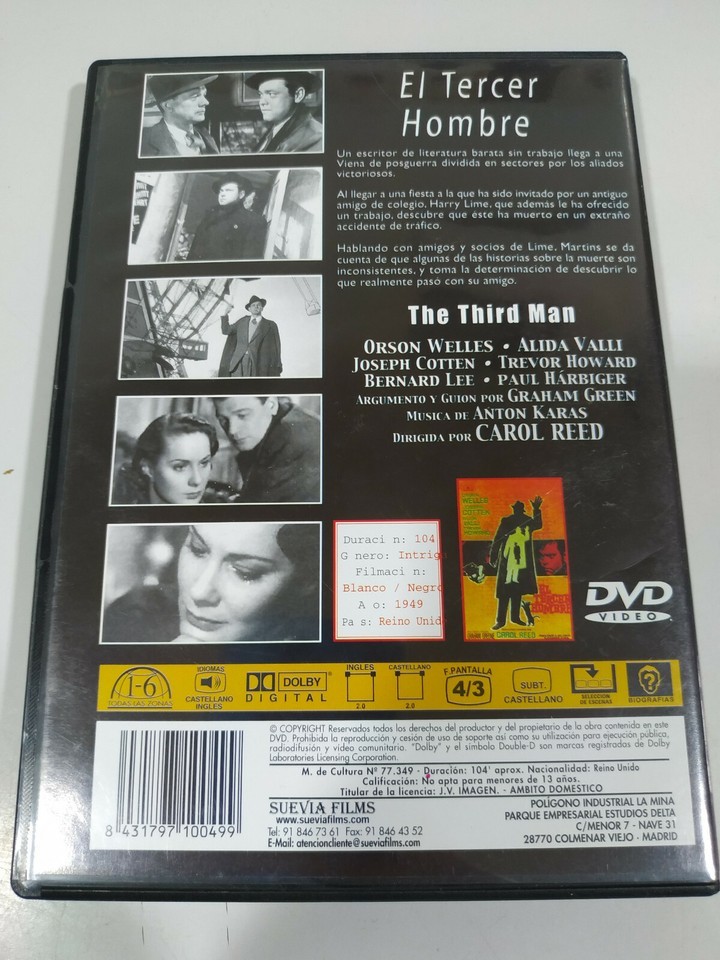 El Tercer
Hombre
Un escritor de literatura barata sin trabajo llega a una
Viena de posguerra dividida en sectores por los aliados
victoriosos.
Al llegar a una fiesta a la que ha sido invitado por un antiguo
amigo de colegio, Harry Lime, que además le ha ofrecido
un trabajo, descubre que éste ha muerto en un extraño
accidente de tráfico.
Hablando con amigos y socios de Lime, Martins se da
cuenta de que algunas de las historias sobre la muerte son
inconsistentes, y toma la determinación de descubrir lo
que realmente pasó con su amigo.
The Third Man
ORSON WELLES • ALIDA VALLI
JOSEPH COTTEN • TREVOR HOWARD
BERNARD LEE • PAUL HÁRBIGER
ARGUMENTO Y GUION POR GRAHAM GREEN
MUSICA DE ANTON KARAS
DIRIGIDA POR CAROL REED
Duraci n: 104
G nero: Intrig
Filmaci n:
Blanco / Negro
A o: 1949
Pa s: Reino Unid
WELLES
COTTEN
EL
TERCER
HOMBRE
CAROL REED
DVD
VIDEO
1-6
TODAS LAS ZONAS
IDIOMAS
CASTELLANO
INGLES
DOLBY
DIGITAL
INGLES
2.0
CASTELLANO
2.0
F.PANTALLA
4/3
SUBT.
CASTELLANO
SELECCION
DE ESCENAS
BIOGRAFIAS
© COPYRIGHT Reservados todos los derechos del productor y del propietario de la obra contenida en este
DVD. Prohibida la reproducción y cesión de uso de soporte así como su utilización para ejecución pública,
radiodifusión y vídeo comunitario. "Dolby" y el símbolo Double-D son marcas registradas de Dolby
Laboratories Licensing Corporation.
M. de Cultura Nº 77.349 - Duración: 104' aprox. Nacionalidad: Reino Unido
Calificación: No apta para menores de 13 años.
Titular de la licencia: J.V. IMAGEN. - AMBITO DOMESTICO
8 431797 100499
SUEVIA FILMS
www.sueviafilms.com
Tel: 91 846 73 61 Fax: 91 846 43 52
E-Mail: atencioncliente@sueviafilms.com
POLÍGONO INDUSTRIAL LA MINA
PARQUE EMPRESARIAL ESTUDIOS DELTA
C/MENOR 7 - NAVE 31
28770 COLMENAR VIEJO - MADRID